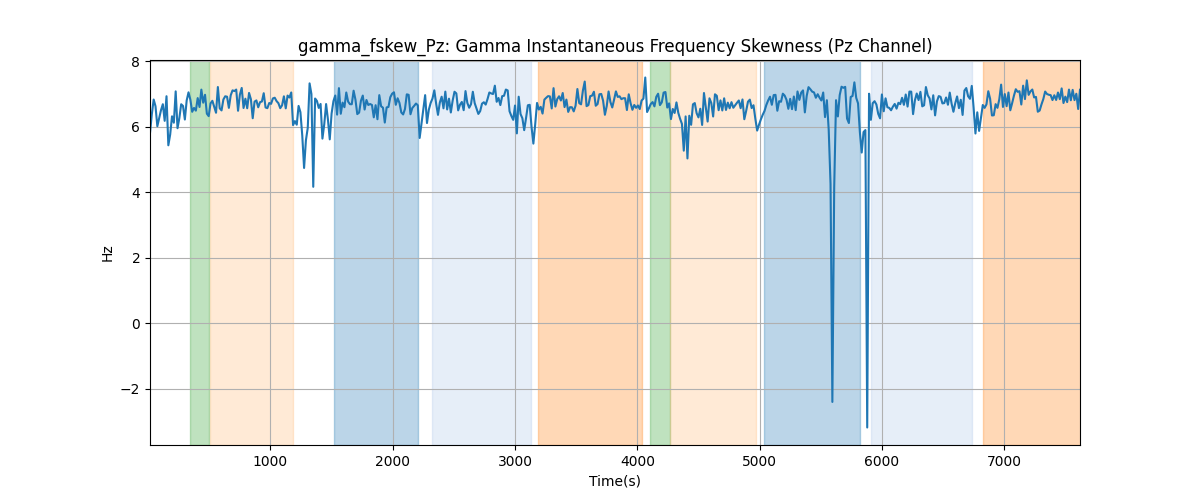 gamma_fskew_Pz: Gamma Instantaneous Frequency Skewness (Pz Channel)
8
6
4
2
0
−2
Hz
1000 2000 3000 4000 5000 6000 7000
Time(s)